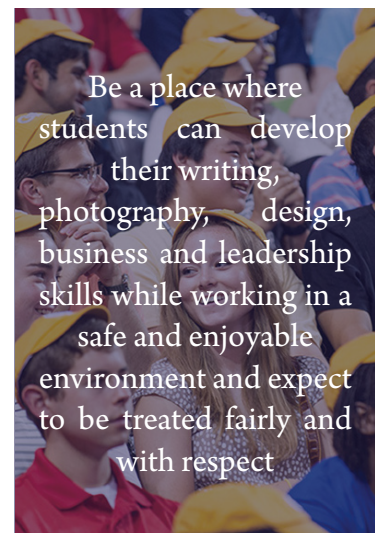 Be a place where
students can develop
their writing,
photography, design,
business and leadership
skills while working in a
safe and enjoyable
environment and expect
to be treated fairly and
with respect